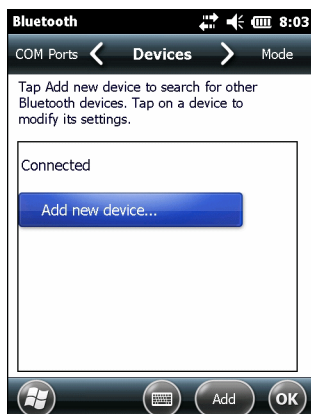 Bluetooth 8:03
COM Ports Devices Mode
Tap Add new device to search for other
Bluetooth devices. Tap on a device to
modify its settings.
Connected
Add new device...
Add OK